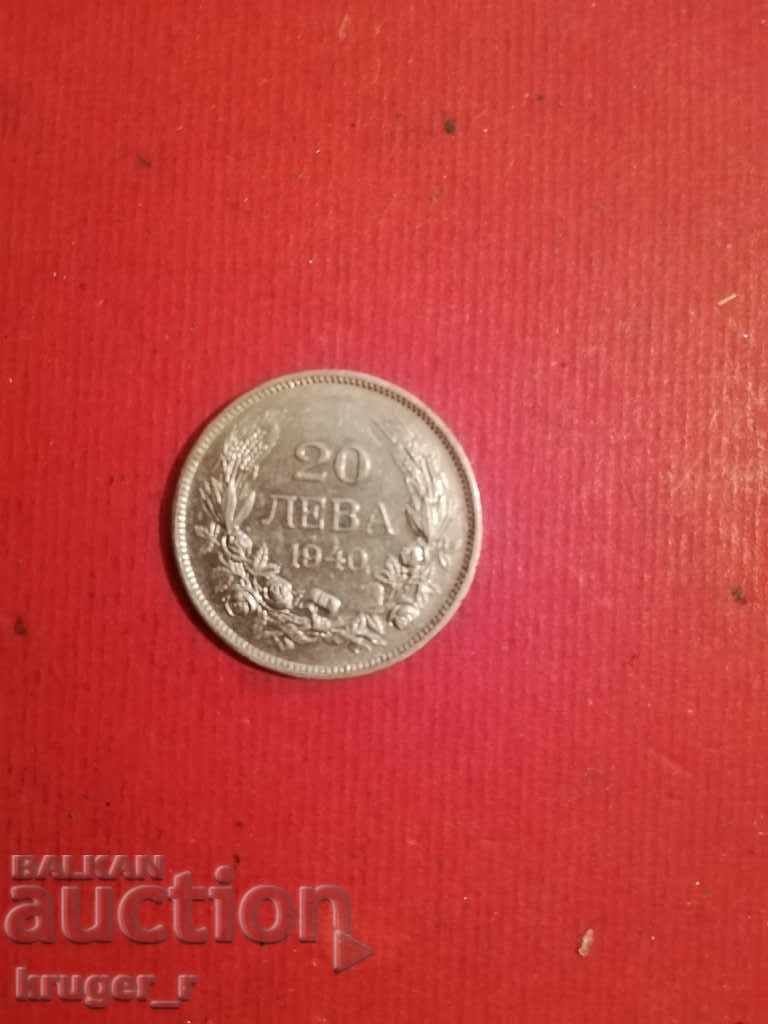 20
ЛЕВА
1940
BALKAN
auction
kruger_r